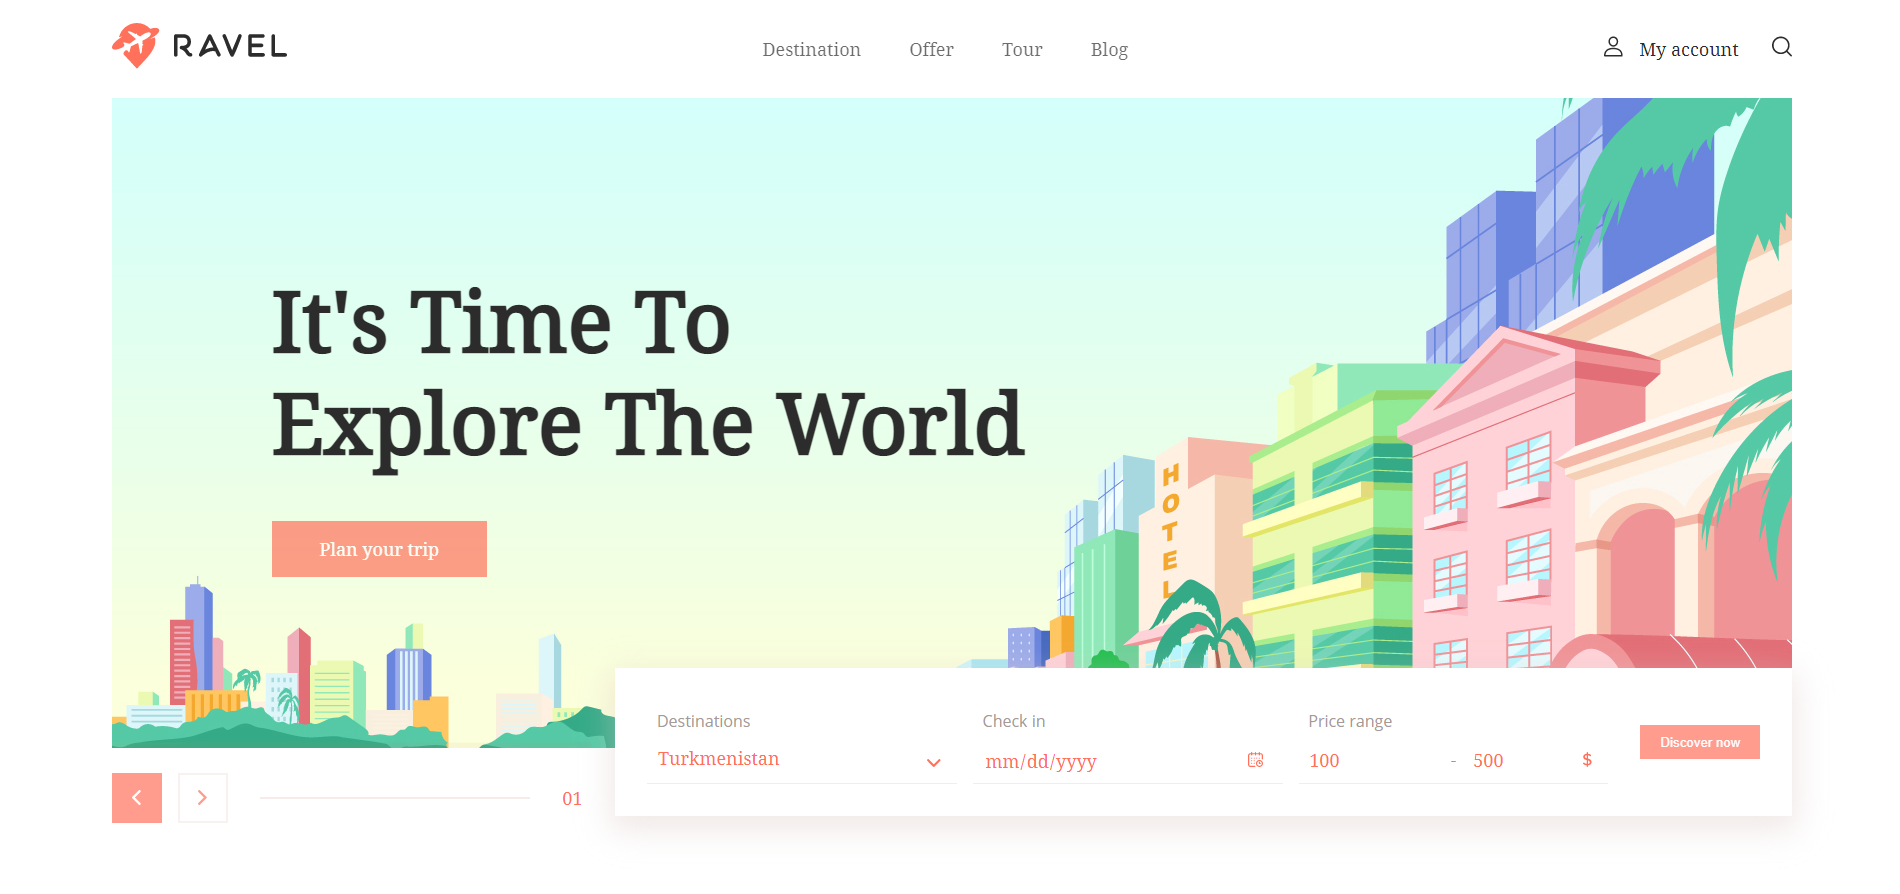 RAVEL
Destination Offer Tour Blog
My account
It's Time To
Explore The World
HOTEL
Plan your trip
Destinations Check in Price range
Turkmenistan mm/dd/yyyy 100 - 500 $
Discover now
01